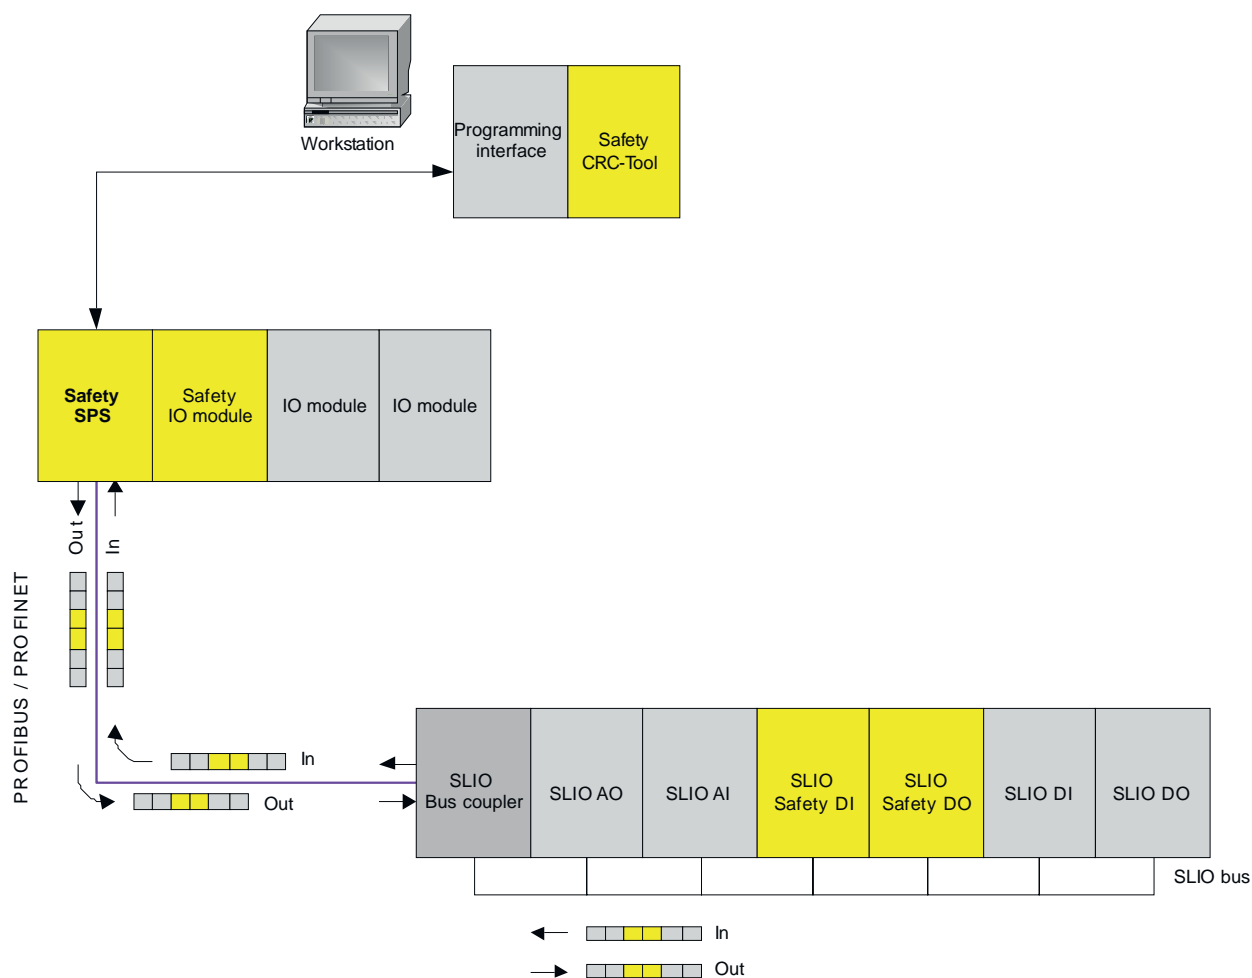 Workstation
Programming
interface
Safety
CRC-Tool
Safety
SPS
Safety
IO module
IO module
IO module
Out
In
PROFIBUS / PROFINET
In
Out
SLIO
Bus coupler
SLIO AO
SLIO AI
SLIO
Safety DI
SLIO
Safety DO
SLIO DI
SLIO DO
SLIO bus
In
Out